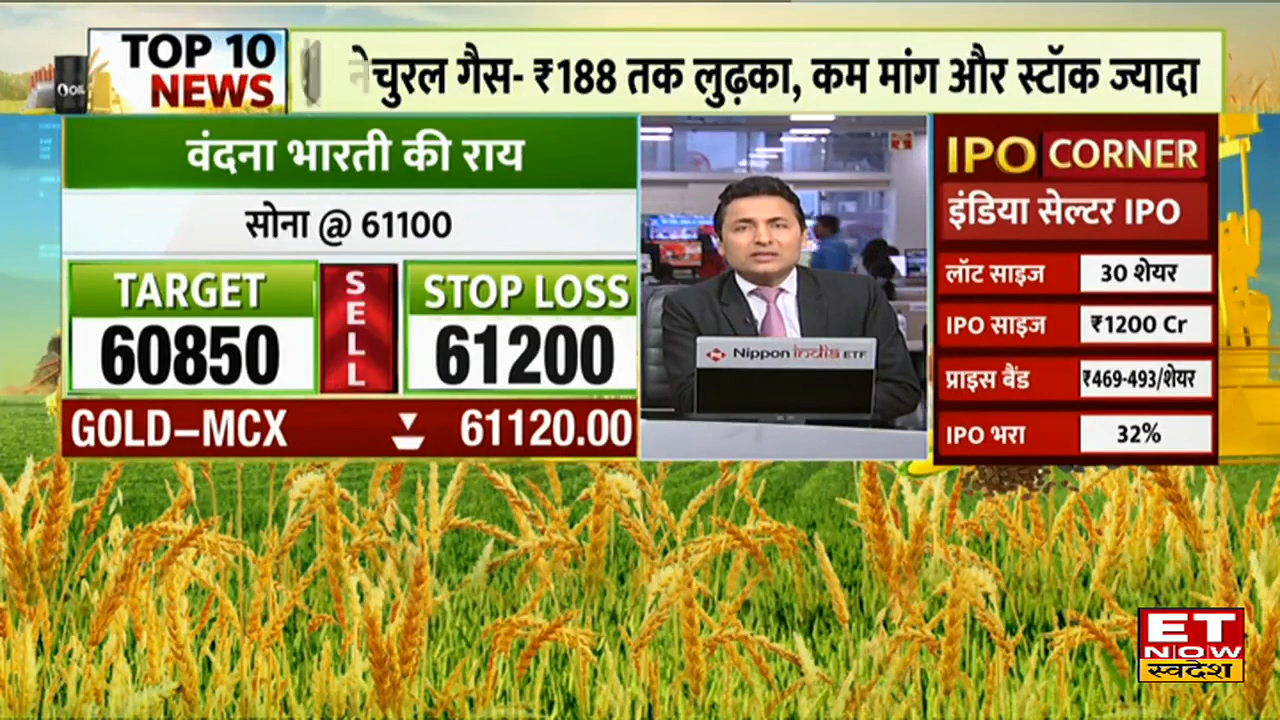 TOP 10
NEWS
नेचुरल गैस- ₹188 तक लुढ़का, कम मांग और स्टॉक ज्यादा
OIL
वंदना भारती की राय
सोना @ 61100
TARGET
60850
SELL
STOP LOSS
61200
GOLD–MCX
61120.00
Nippon india ETF
IPO CORNER
इंडिया सेल्टर IPO
लॉट साइज 30 शेयर
IPO साइज ₹1200 Cr
प्राइस बैंड ₹469-493/शेयर
IPO भरा 32%
ET
NOW
स्वदेश